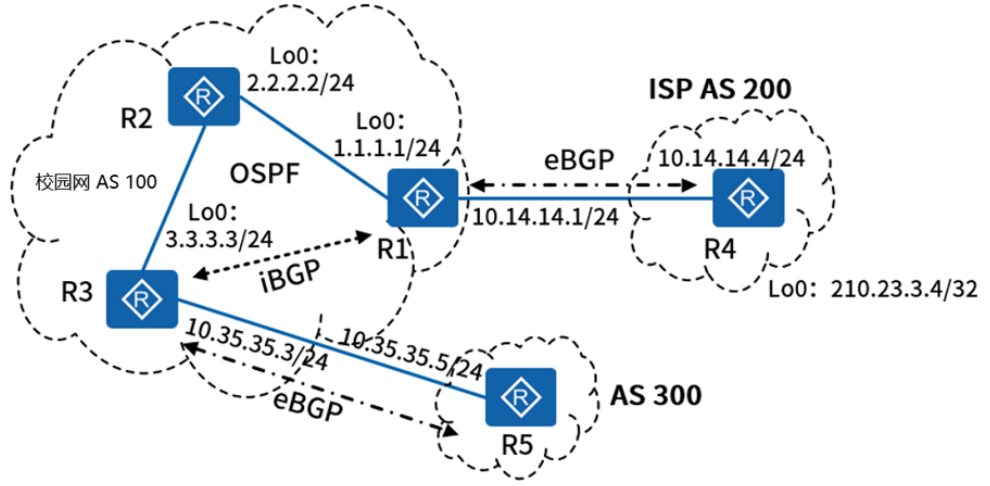 Lo0：
2.2.2.2/24
R2
R
校园网 AS 100
OSPF
Lo0：
1.1.1.1/24
R
R1
Lo0：
3.3.3.3/24
iBGP
R3
R
eBGP
10.14.14.1/24
ISP AS 200
10.14.14.4/24
R
R4
Lo0：210.23.3.4/32
10.35.35.3/24
10.35.35.5/24
eBGP
R
R5
AS 300